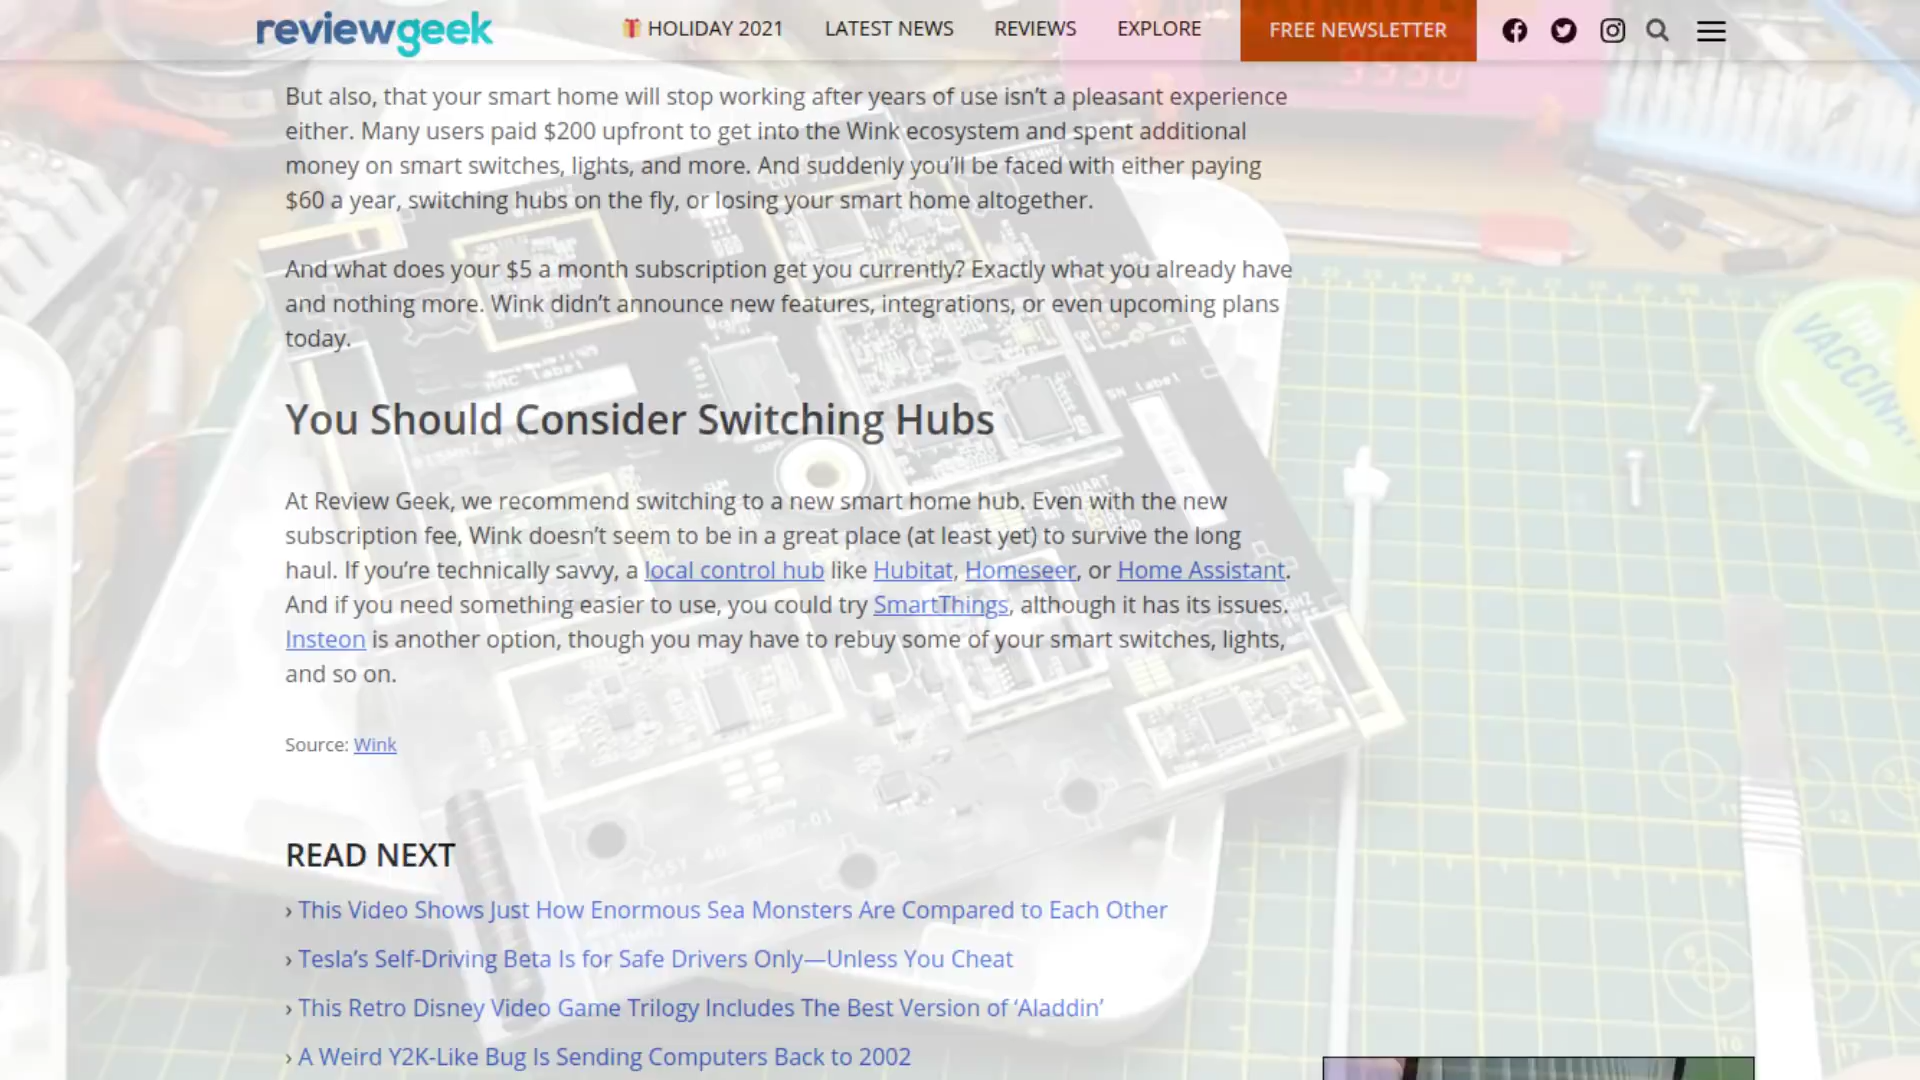 reviewgeek
HOLIDAY 2021 LATEST NEWS REVIEWS EXPLORE FREE NEWSLETTER
But also, that your smart home will stop working after years of use isn’t a pleasant experience
either. Many users paid $200 upfront to get into the Wink ecosystem and spent additional
money on smart switches, lights, and more. And suddenly you’ll be faced with either paying
$60 a year, switching hubs on the fly, or losing your smart home altogether.
And what does your $5 a month subscription get you currently? Exactly what you already have
and nothing more. Wink didn’t announce new features, integrations, or even upcoming plans
today.
MAC label
SN label
You Should Consider Switching Hubs
At Review Geek, we recommend switching to a new smart home hub. Even with the new
subscription fee, Wink doesn’t seem to be in a great place (at least yet) to survive the long
haul. If you’re technically savvy, a local control hub like Hubitat, Homeseer, or Home Assistant.
And if you need something easier to use, you could try SmartThings, although it has its issues.
Insteon is another option, though you may have to rebuy some of your smart switches, lights,
and so on.
Source: Wink
READ NEXT
› This Video Shows Just How Enormous Sea Monsters Are Compared to Each Other
› Tesla’s Self-Driving Beta Is for Safe Drivers Only—Unless You Cheat
› This Retro Disney Video Game Trilogy Includes The Best Version of ‘Aladdin’
› A Weird Y2K-Like Bug Is Sending Computers Back to 2002